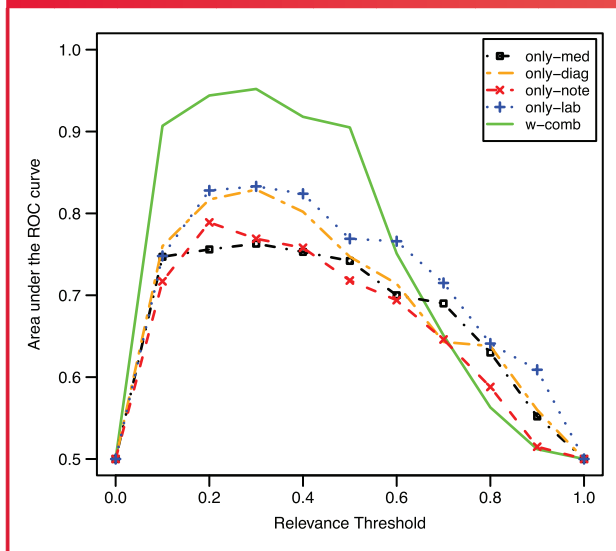 only-med
only-diag
only-note
only-lab
w-comb
1.0
0.9
0.8
0.7
0.6
0.5
Area under the ROC curve
0.0 0.2 0.4 0.6 0.8 1.0
Relevance Threshold